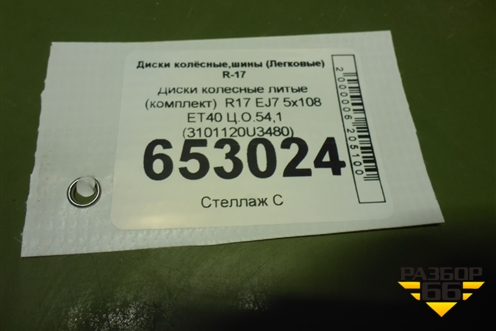 Диски колёсные,шины (Легковые)
R-17
Диски колесные литые
(комплект) R17 EJ7 5x108
ET40 Ц.О.54,1
(3101120U3480)
653024
Стеллаж С
2000006205100
РАЗБОР
66